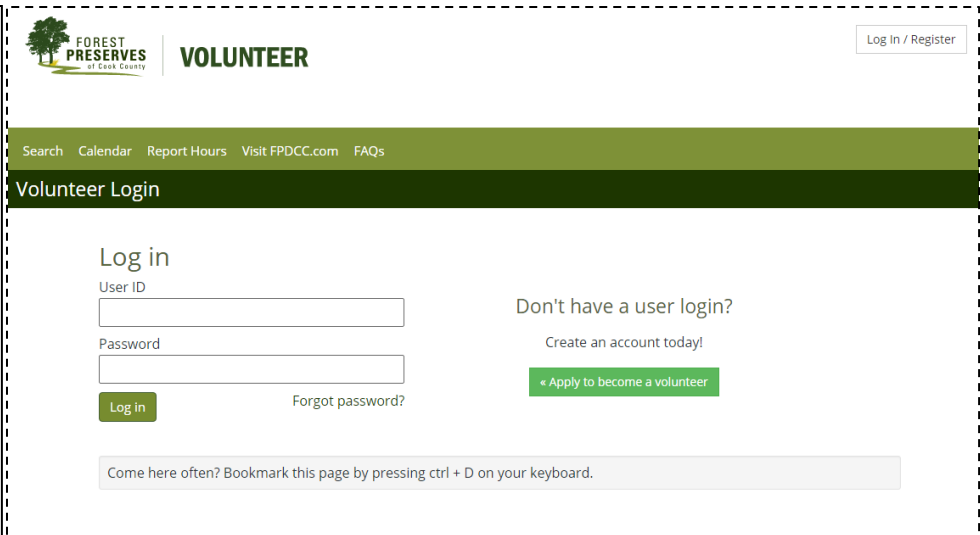 FOREST
PRESERVES
of Cook County
VOLUNTEER
Log In / Register
Search Calendar Report Hours Visit FPDCC.com FAQs
Volunteer Login
Log in
User ID
Password
Log in
Forgot password?
Don't have a user login?
Create an account today!
« Apply to become a volunteer
Come here often? Bookmark this page by pressing ctrl + D on your keyboard.